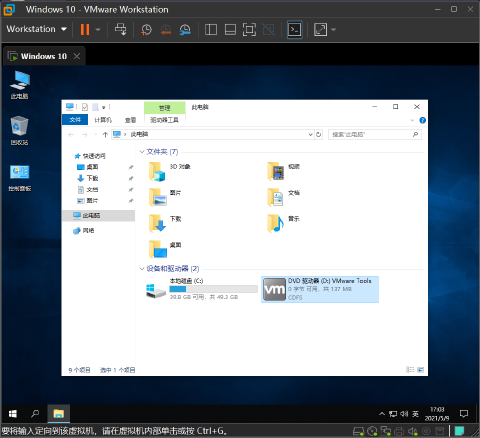 Windows 10 - VMware Workstation
Workstation
Windows 10
此电脑
回收站
控制面板
管理
此电脑
文件
计算机
查看
驱动器工具
此电脑
搜索"此电脑"
快速访问
桌面
下载
文档
图片
此电脑
网络
文件夹 (7)
3D 对象
视频
图片
文档
下载
音乐
桌面
设备和驱动器 (2)
本地磁盘 (C:)
39.8 GB 可用，共 49.3 GB
DVD 驱动器 (D:) VMware Tools
0 字节 可用，共 137 MB
CDFS
vm
9 个项目
选中 1 个项目
英
17:03
2021/5/9
要将输入定向到该虚拟机，请在虚拟机内部单击或按 Ctrl+G。